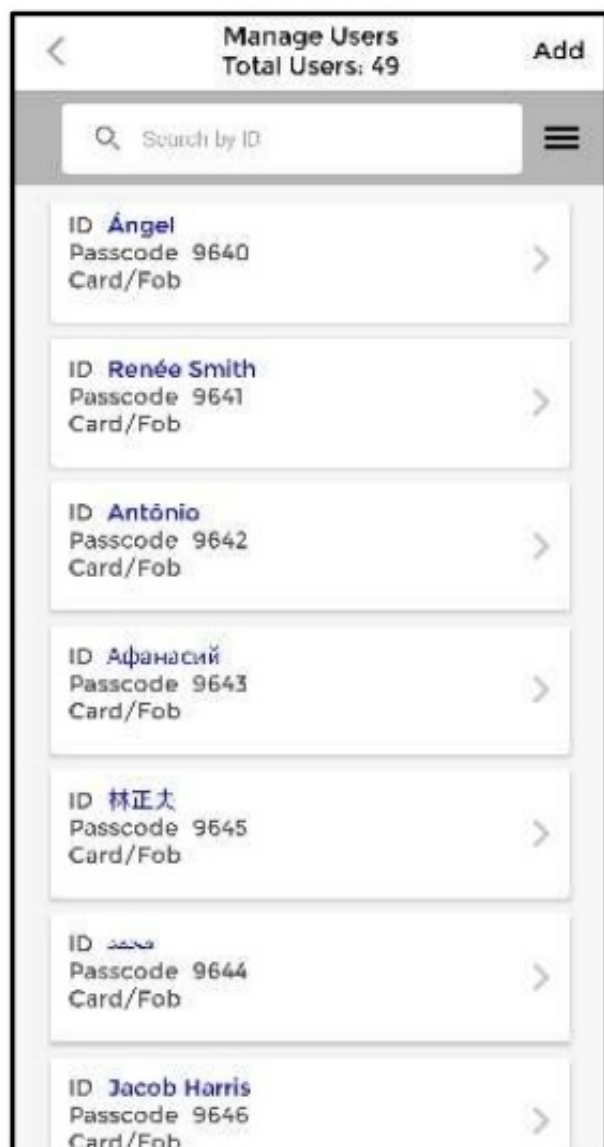 Manage Users
Total Users: 49
Add
Search by ID
ID Ángel
Passcode 9640
Card/Fob
ID Renée Smith
Passcode 9641
Card/Fob
ID António
Passcode 9642
Card/Fob
ID Афанасий
Passcode 9643
Card/Fob
ID 林正大
Passcode 9645
Card/Fob
ID محمد
Passcode 9644
Card/Fob
ID Jacob Harris
Passcode 9646
Card/Fob